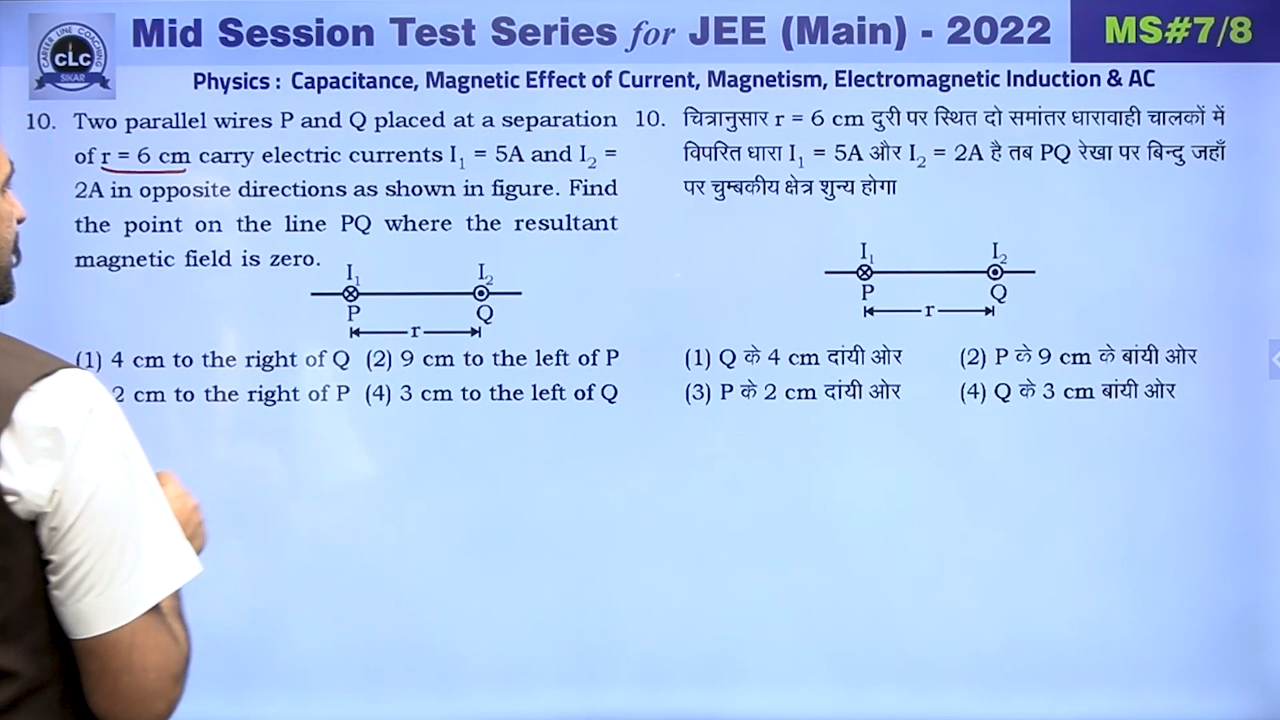 Mid Session Test Series for JEE (Main) - 2022
MS#7/8
CAREER LINE COACHING
CLC
SIKAR
Physics : Capacitance, Magnetic Effect of Current, Magnetism, Electromagnetic Induction & AC
10. Two parallel wires P and Q placed at a separation
of r = 6 cm carry electric currents I₁ = 5A and I₂ =
2A in opposite directions as shown in figure. Find
the point on the line PQ where the resultant
magnetic field is zero.
I₁ I₂
P Q
r
(1) 4 cm to the right of Q (2) 9 cm to the left of P
2 cm to the right of P (4) 3 cm to the left of Q
10. चित्रानुसार r = 6 cm दुरी पर स्थित दो समांतर धारावाही चालकों में
विपरित धारा I₁ = 5A और I₂ = 2A है तब PQ रेखा पर बिन्दु जहाँ
पर चुम्बकीय क्षेत्र शुन्य होगा
I₁ I₂
P Q
r
(1) Q के 4 cm दांयी ओर (2) P के 9 cm के बांयी ओर
(3) P के 2 cm दांयी ओर (4) Q के 3 cm बांयी ओर